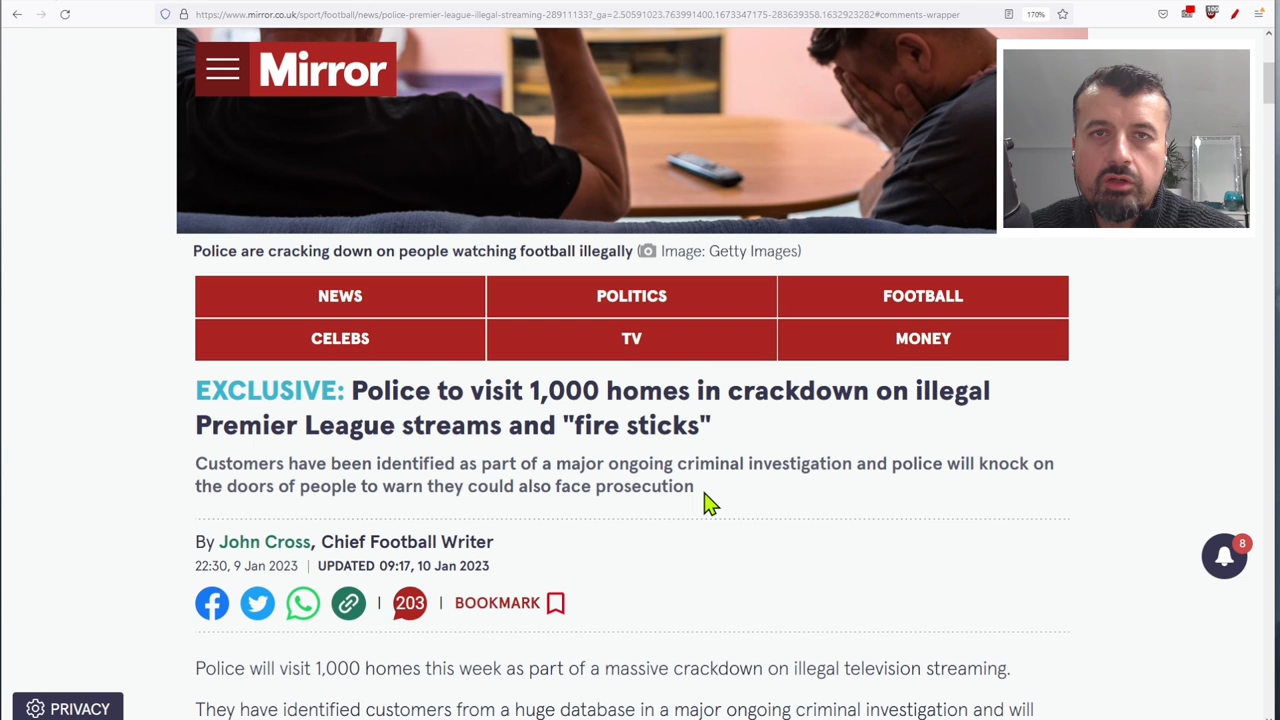 https://www.mirror.co.uk/sport/football/news/police-premier-league-illegal-streaming-28911133?_ga=2.50591023.763991400.1673347175-283639358.1632923282#comments-wrapper
170%
100
Mirror
Police are cracking down on people watching football illegally Image: Getty Images)
NEWS
POLITICS
FOOTBALL
CELEBS
TV
MONEY
EXCLUSIVE: Police to visit 1,000 homes in crackdown on illegal
Premier League streams and "fire sticks"
Customers have been identified as part of a major ongoing criminal investigation and police will knock on
the doors of people to warn they could also face prosecution
By John Cross, Chief Football Writer
8
22:30, 9 Jan 2023 | UPDATED 09:17, 10 Jan 2023
203 | BOOKMARK
Police will visit 1,000 homes this week as part of a massive crackdown on illegal television streaming.
PRIVACY
They have identified customers from a huge database in a major ongoing criminal investigation and will